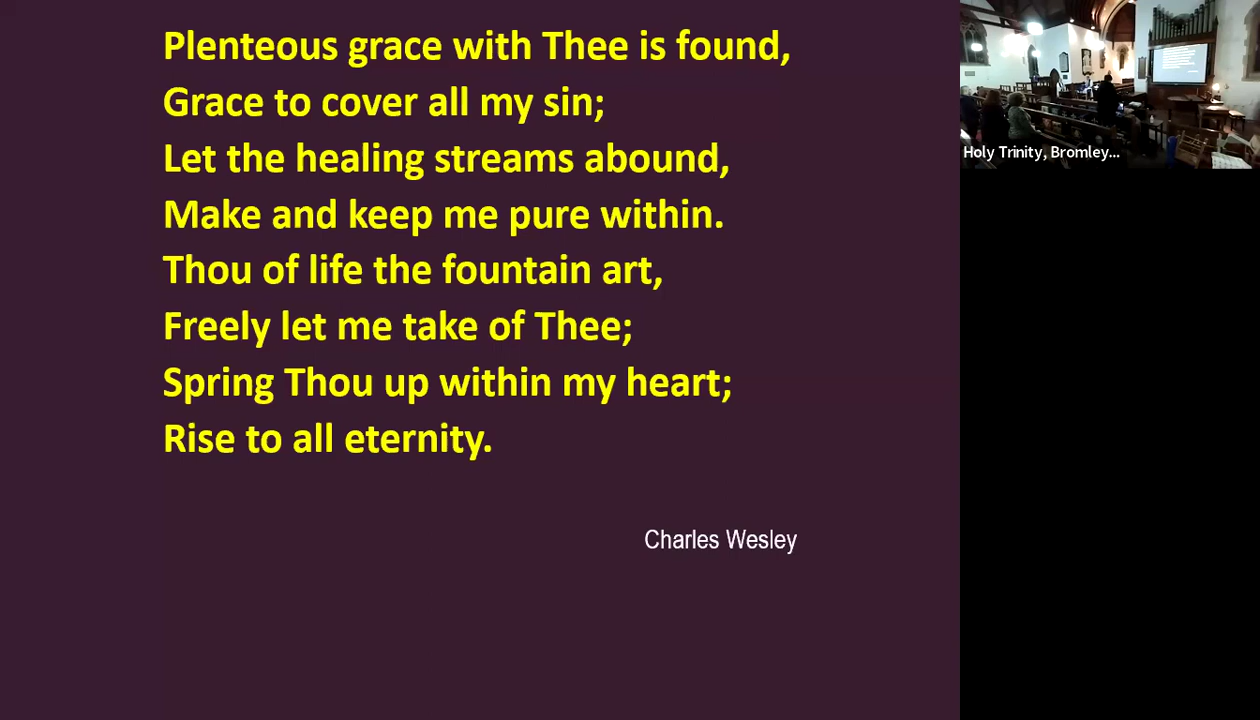 Plenteous grace with Thee is found,
Grace to cover all my sin;
Let the healing streams abound,
Make and keep me pure within.
Thou of life the fountain art,
Freely let me take of Thee;
Spring Thou up within my heart;
Rise to all eternity.
Charles Wesley
Holy Trinity, Bromley...